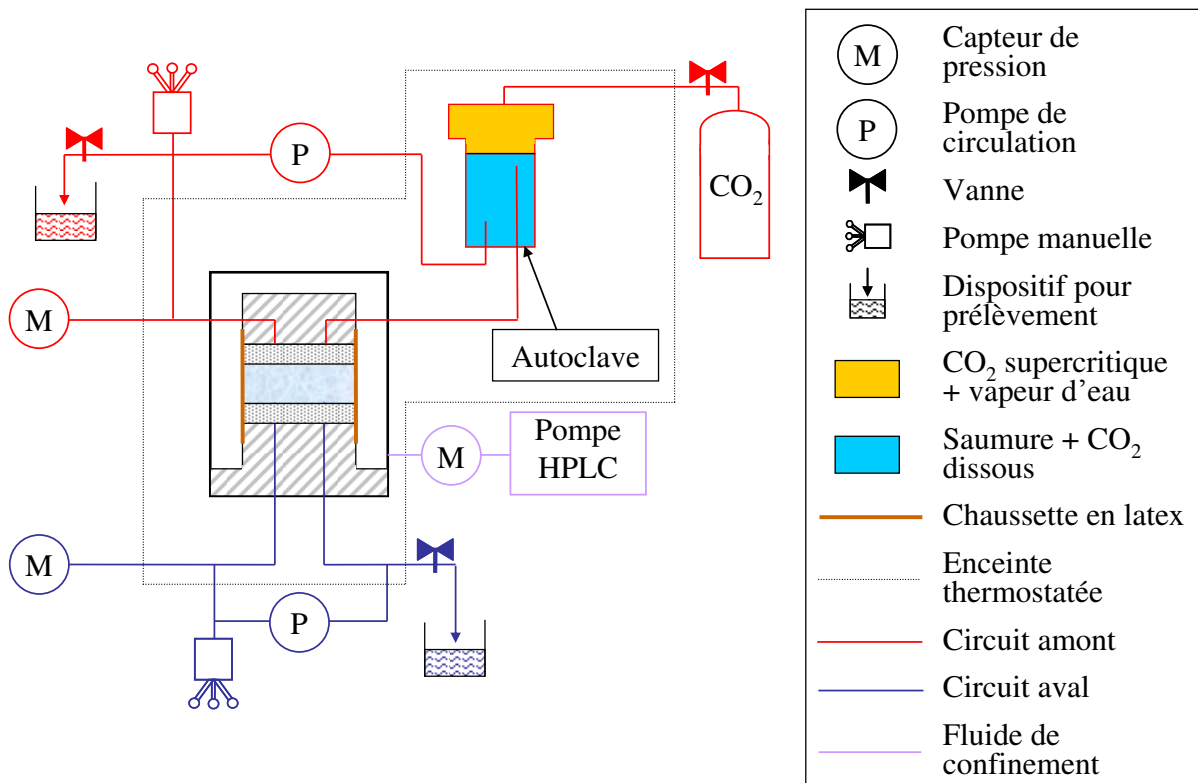 P
M
CO2
Autoclave
M
Pompe
HPLC
M
P
M
Capteur de
pression
P
Pompe de
circulation
Vanne
Pompe manuelle
Dispositif pour
prélèvement
CO2 supercritique
+ vapeur d'eau
Saumure + CO2
dissous
Chaussette en latex
Enceinte
thermostatée
Circuit amont
Circuit aval
Fluide de
confinement